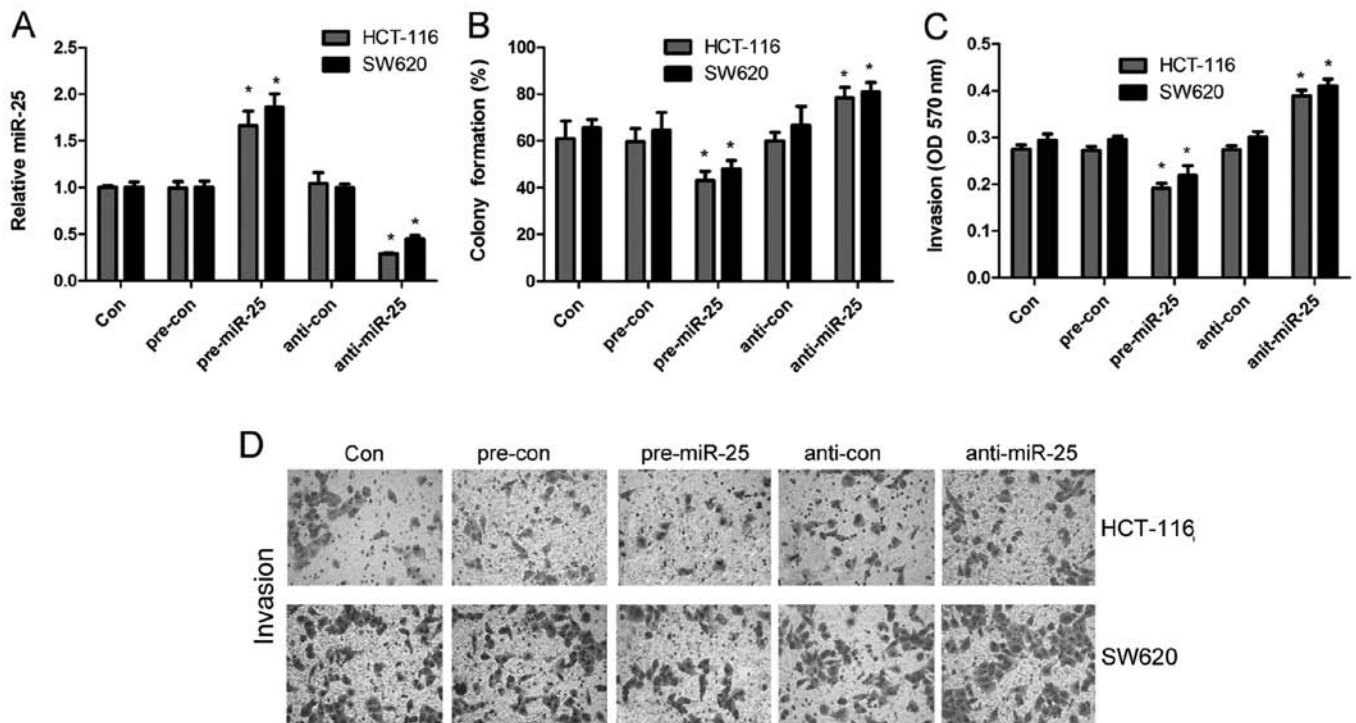 A
Relative miR-25
2.5
2.0
1.5
1.0
0.5
0.0
HCT-116
SW620
* *
* *
Con
pre-con
pre-miR-25
anti-con
anti-miR-25
B
Colony formation (%)
100
80
60
40
20
0
HCT-116
SW620
* *
* *
Con
pre-con
pre-miR-25
anti-con
anti-miR-25
C
Invasion (OD 570 nm)
0.5
0.4
0.3
0.2
0.1
0.0
HCT-116
SW620
* *
* *
Con
pre-con
pre-miR-25
anti-con
anit-miR-25
D
Con pre-con pre-miR-25 anti-con anti-miR-25
Invasion
HCT-116
SW620